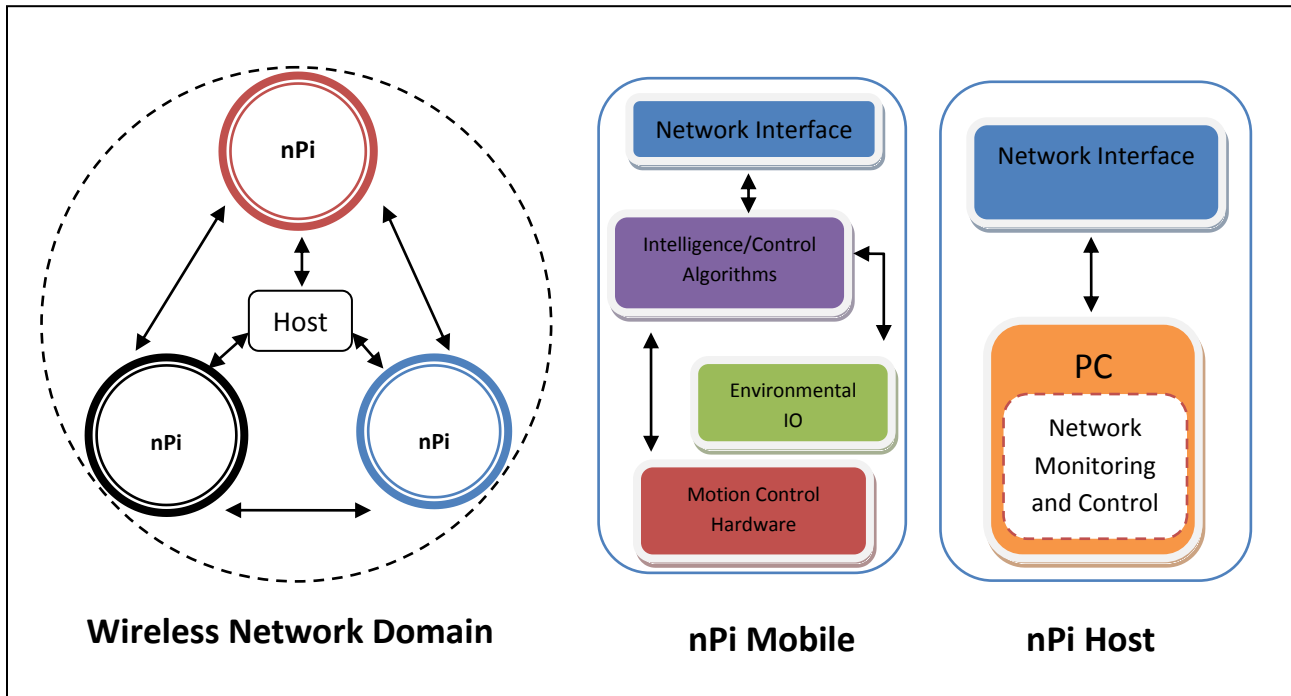 nPi
Host
nPi
nPi
Wireless Network Domain
Network Interface
Intelligence/Control
Algorithms
Environmental
IO
Motion Control
Hardware
nPi Mobile
Network Interface
PC
Network
Monitoring
and Control
nPi Host